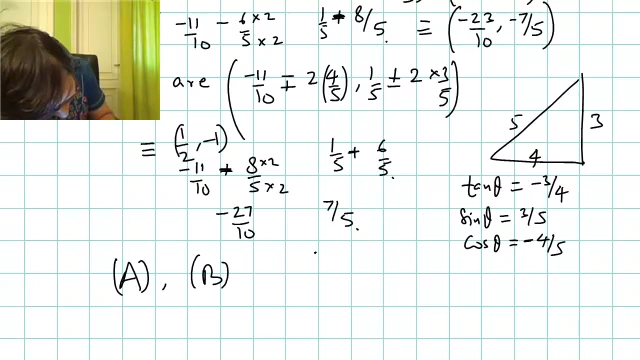 -11/10 - 6×2/5×2   1/5 + 8/5.   ≡ (-23/10, -7/5)
are (-11/10 ∓ 2(4/5), 1/5 ± 2×3/5)
≡ (1/2, -1)
-11/10 - 8×2/5×2   1/5 + 6/5.
-27/10   7/5.
5
3
4
tanθ = -3/4
sinθ = 3/5
cosθ = -4/5
(A), (B)